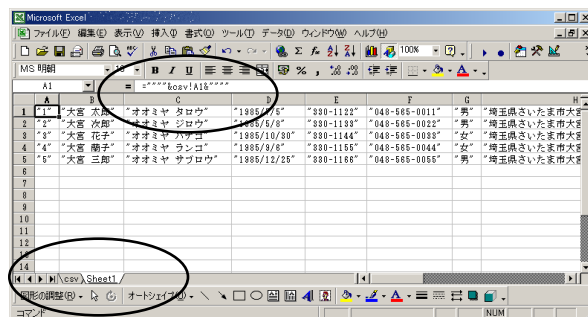 Microsoft Excel
ファイル(F) 編集(E) 表示(V) 挿入(I) 書式(O) ツール(T) データ(D) ウィンドウ(W) ヘルプ(H)
100%
MS 明朝 10 B I U % ,
A1 = =""""&csv!A1&""""
A B C D E F G H
1 "1" "大宮 太郎" "オオミヤ タロウ" "1985/5/5" "330-1122" "048-565-0011" "男" "埼玉県さいたま市大宮
2 "2" "大宮 次郎" "オオミヤ ジロウ" "1985/5/8" "330-1133" "048-565-0022" "男" "埼玉県さいたま市大宮
3 "3" "大宮 花子" "オオミヤ ハナコ" "1985/10/30" "330-1144" "048-565-0033" "女" "埼玉県さいたま市大宮
4 "4" "大宮 蘭子" "オオミヤ ランコ" "1985/9/6" "330-1155" "048-565-0044" "女" "埼玉県さいたま市大宮
5 "5" "大宮 三郎" "オオミヤ サブロウ" "1985/12/25" "330-1166" "048-565-0055" "男" "埼玉県さいたま市大宮
6
7
8
9
10
11
12
13
14
csv Sheet1
図形の調整(R) オートシェイプ(U)
コマンド NUM